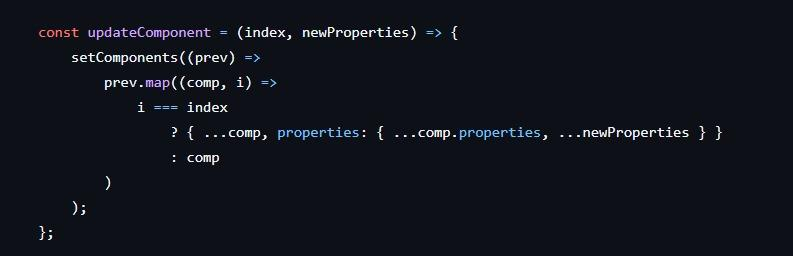 const updateComponent = (index, newProperties) => {
    setComponents((prev) =>
        prev.map((comp, i) =>
            i === index
                ? { ...comp, properties: { ...comp.properties, ...newProperties } }
                : comp
        )
    );
};